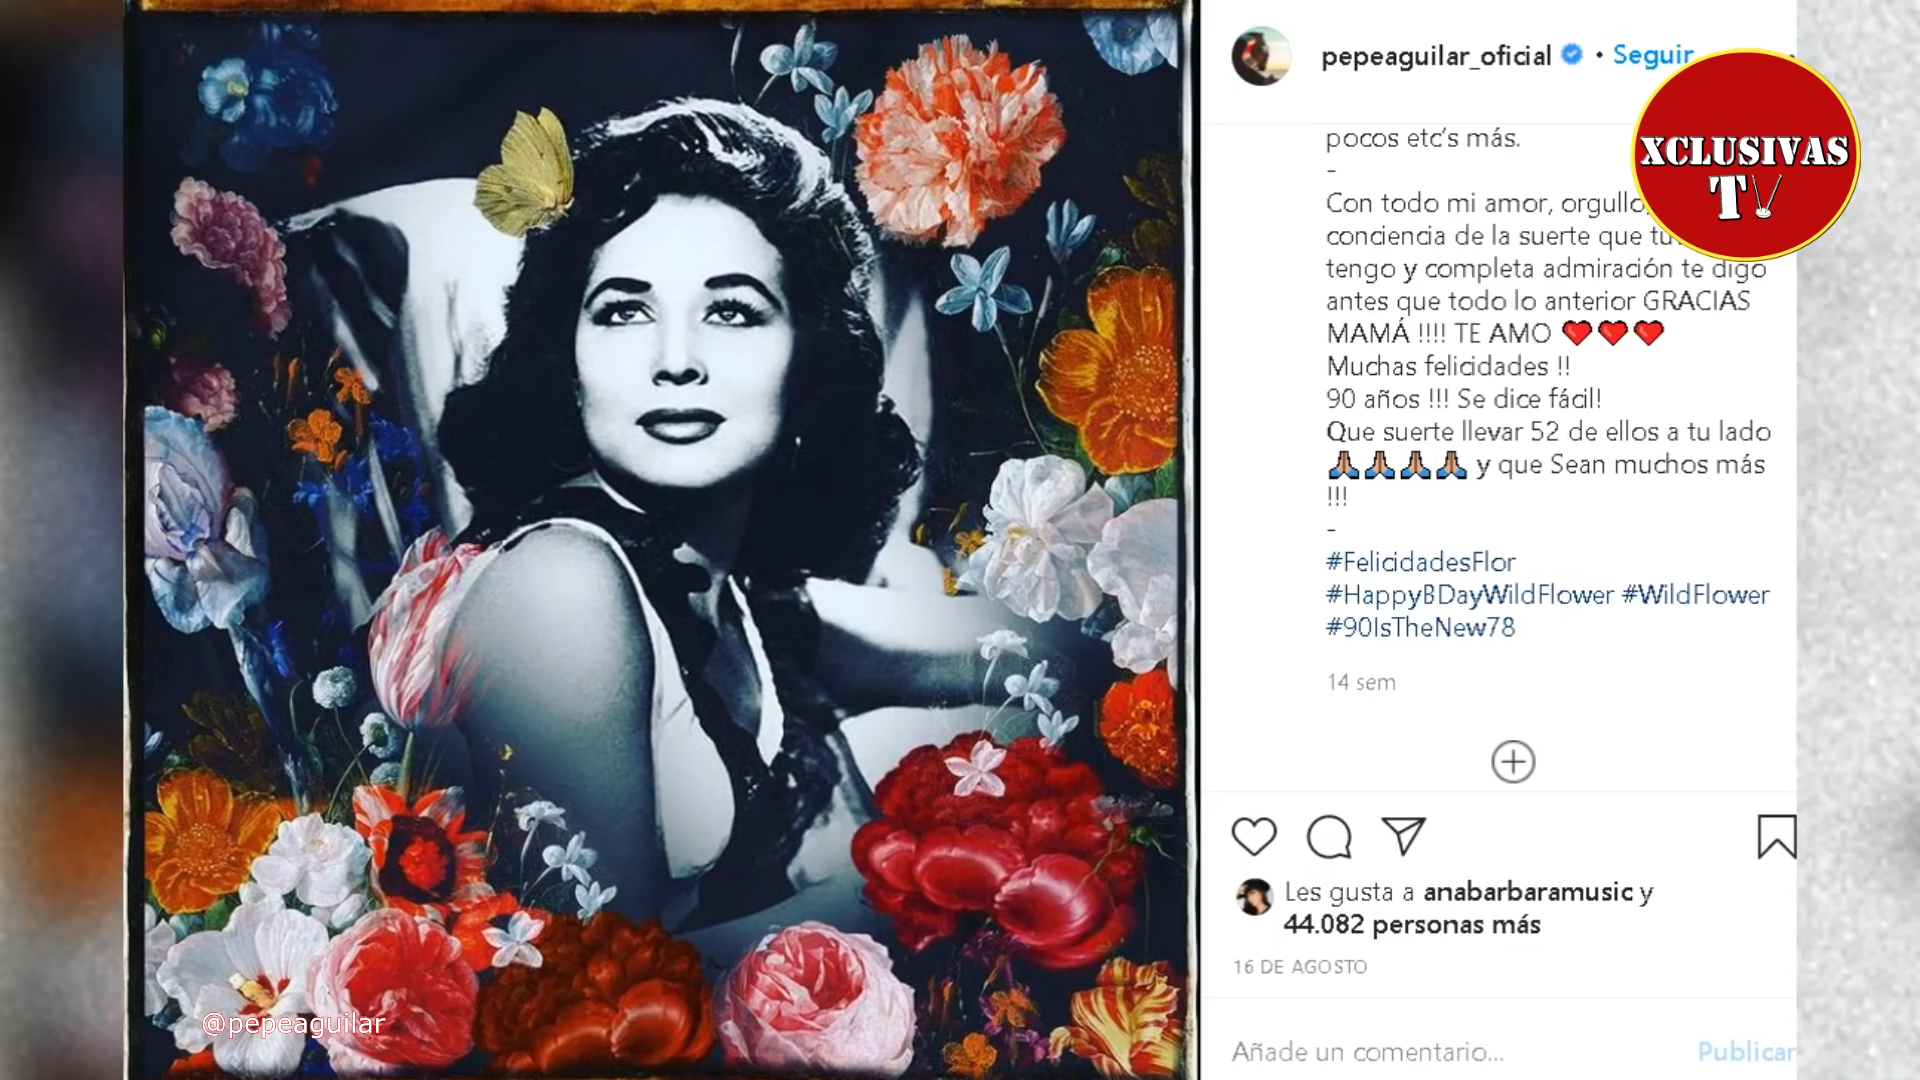 pepeaguilar_oficial • Seguir
XCLUSIVAS
TV
pocos etc's más.
-
Con todo mi amor, orgullo,
conciencia de la suerte que
tengo y completa admiración te digo
antes que todo lo anterior GRACIAS
MAMÁ !!!! TE AMO ❤️❤️❤️
Muchas felicidades !!
90 años !!! Se dice fácil!
Que suerte llevar 52 de ellos a tu lado
🙏🏽🙏🏽🙏🏽🙏🏽 y que Sean muchos más
!!!
-
#FelicidadesFlor
#HappyBDayWildFlower #WildFlower
#90IsTheNew78
14 sem
Les gusta a anabarbaramusic y
44.082 personas más
16 DE AGOSTO
Añade un comentario... Publicar
@pepeaguilar